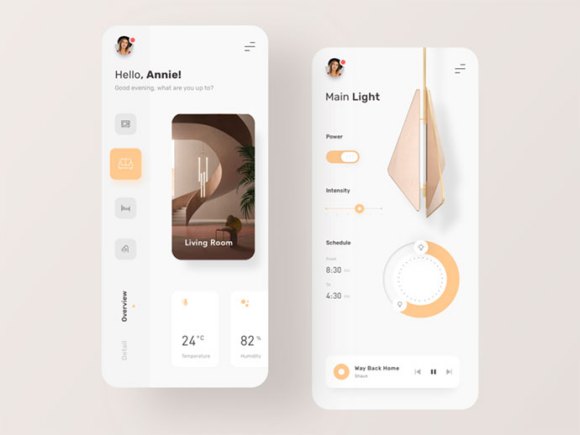 Hello, Annie!
Good evening, what are you up to?
Living Room
Overview
Detail
24 °C
Temperature
82 %
Humidity
Main Light
Power
Intensity
Schedule
From
8:30 PM
To
4:30 PM
Way Back Home
Shaun